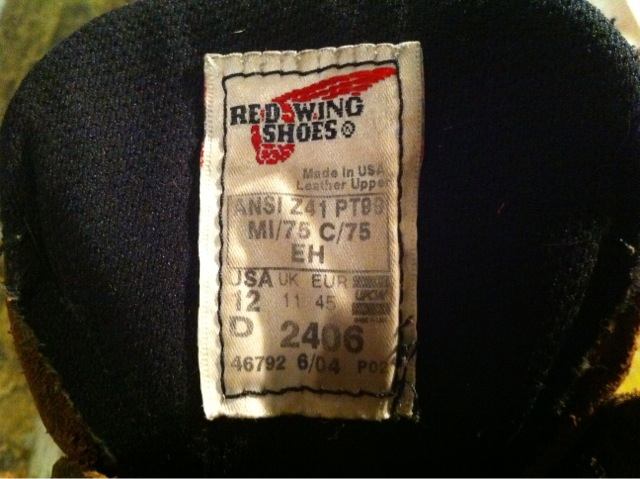 RED WING
SHOES®
Made In USA
Leather Upper
ANSI Z41 PT99
MI/75 C/75
EH
USA UK EUR
12 11 45
D 2406
46792 6/04 P02